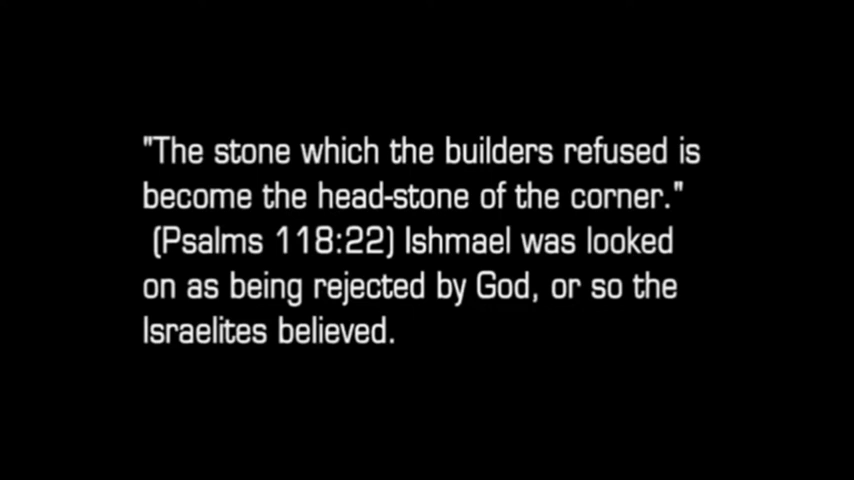 "The stone which the builders refused is
become the head-stone of the corner."
(Psalms 118:22) Ishmael was looked
on as being rejected by God, or so the
Israelites believed.